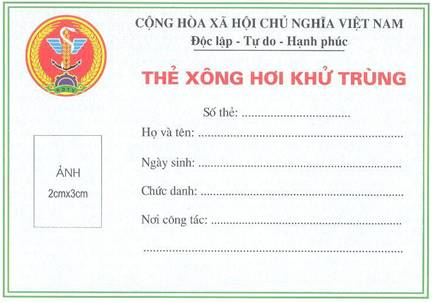 CỘNG HÒA XÃ HỘI CHỦ NGHĨA VIỆT NAM
Độc lập - Tự do - Hạnh phúc
THẺ XÔNG HƠI KHỬ TRÙNG
Số thẻ: ................................
Họ và tên: ............................................................
Ngày sinh: ............................................................
Chức danh: ...........................................................
Nơi công tác: ........................................................
............................................................................
ẢNH
2cmx3cm